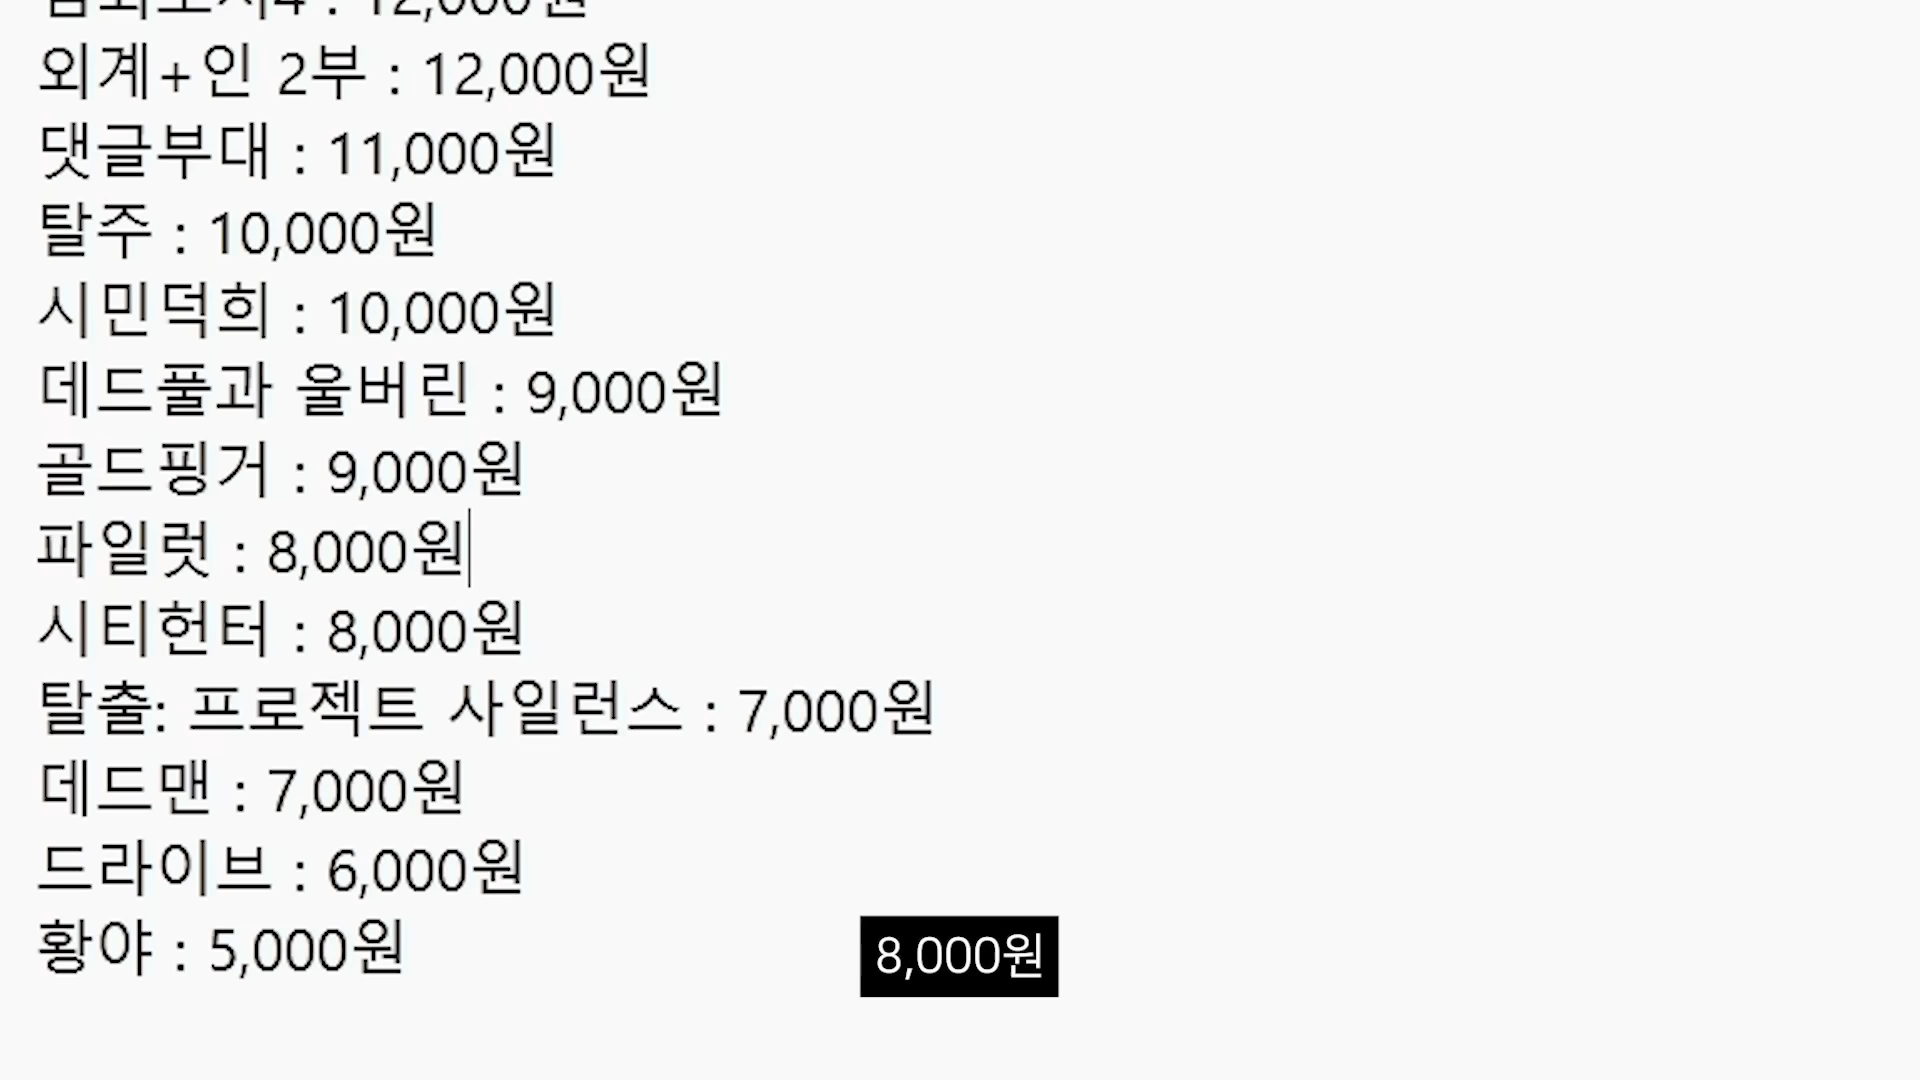 12,000원
외계+인 2부 : 12,000원
댓글부대 : 11,000원
탈주 : 10,000원
시민덕희 : 10,000원
데드풀과 울버린 : 9,000원
골드핑거 : 9,000원
파일럿 : 8,000원
시티헌터 : 8,000원
탈출: 프로젝트 사일런스 : 7,000원
데드맨 : 7,000원
드라이브 : 6,000원
황야 : 5,000원
8,000원